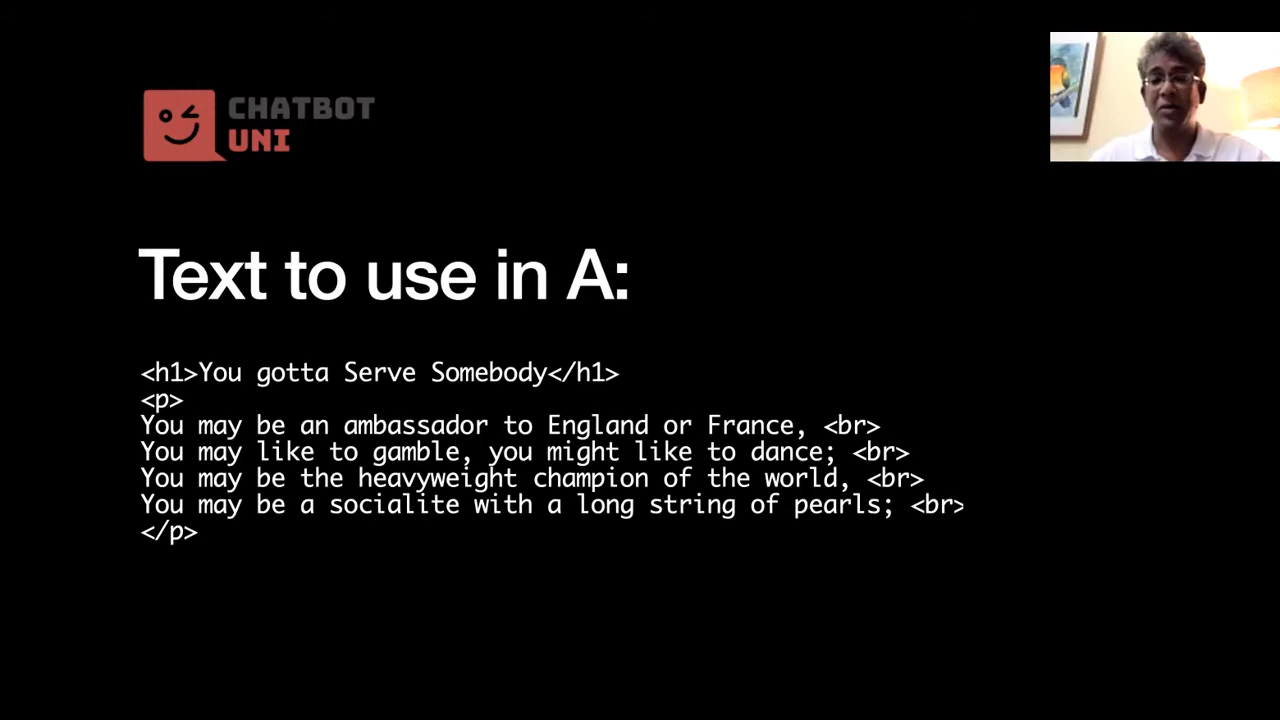 CHATBOT
UNI
Text to use in A:
<h1>You gotta Serve Somebody</h1>
<p>
You may be an ambassador to England or France, <br>
You may like to gamble, you might like to dance; <br>
You may be the heavyweight champion of the world, <br>
You may be a socialite with a long string of pearls; <br>
</p>